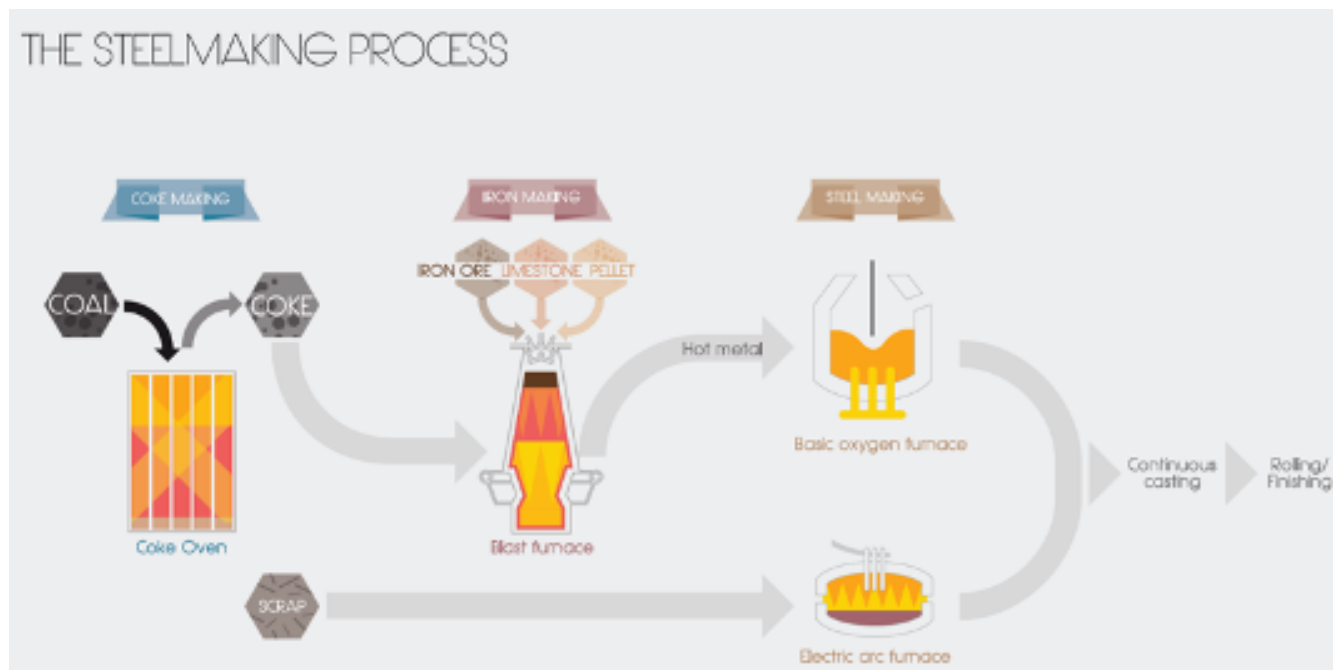 THE STEELMAKING PROCESS
COKE MAKING
IRON MAKING
STEEL MAKING
IRON ORE LIMESTONE PELLET
COAL
COKE
Hot metal
Basic oxygen furnace
Continuous
casting
Rolling/
Finishing
Coke Oven
Blast furnace
SCRAP
Electric arc furnace